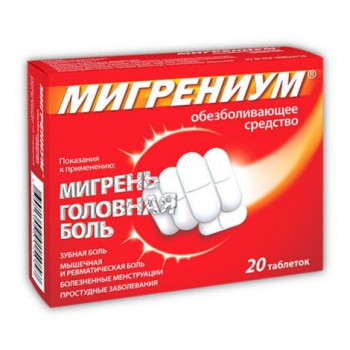 МИГРЕНИУМ®
обезболивающее
средство
Показания
к применению:
МИГРЕНЬ
ГОЛОВНАЯ
БОЛЬ
ЗУБНАЯ БОЛЬ
МЫШЕЧНАЯ
И РЕВМАТИЧЕСКАЯ БОЛЬ
БОЛЕЗНЕННЫЕ МЕНСТРУАЦИИ
ПРОСТУДНЫЕ ЗАБОЛЕВАНИЯ
20 таблеток